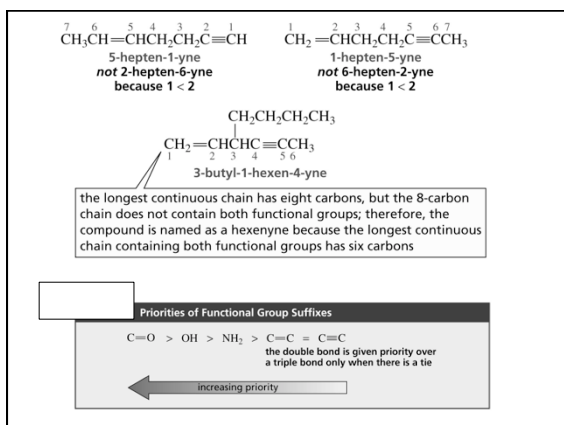 7 6 5 4 3 2 1
CH₃CH=CHCH₂CH₂C≡CH
5-hepten-1-yne
not 2-hepten-6-yne
because 1 < 2
1 2 3 4 5 6 7
CH₂=CHCH₂CH₂C≡CCH₃
1-hepten-5-yne
not 6-hepten-2-yne
because 1 < 2
CH₂CH₂CH₂CH₃
CH₂=CHCHC≡CCH₃
1 2 3 4 5 6
3-butyl-1-hexen-4-yne
the longest continuous chain has eight carbons, but the 8-carbon
chain does not contain both functional groups; therefore, the
compound is named as a hexenyne because the longest continuous
chain containing both functional groups has six carbons
Priorities of Functional Group Suffixes
C=O > OH > NH₂ > C=C = C≡C
the double bond is given priority over
a triple bond only when there is a tie
increasing priority